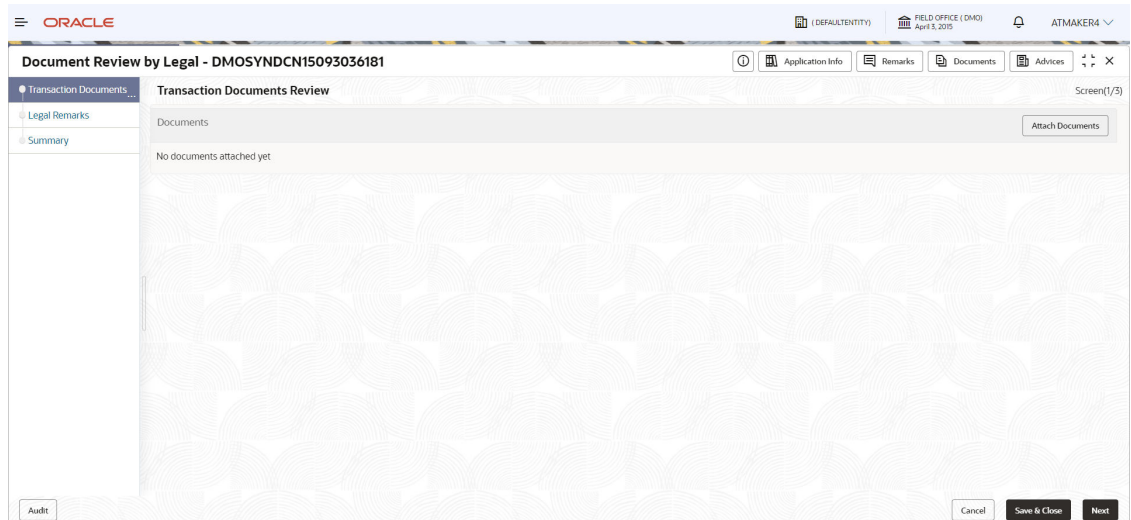 ORACLE
( DEFAULTENTITY)
FIELD OFFICE ( DMO)
April 3, 2015
ATMAKER4
Document Review by Legal - DMOSYNDCN15093036181
Application Info
Remarks
Documents
Advices
Transaction Documents ...
Legal Remarks
Summary
Transaction Documents Review
Screen(1/3)
Documents
Attach Documents
No documents attached yet
Audit
Cancel
Save & Close
Next